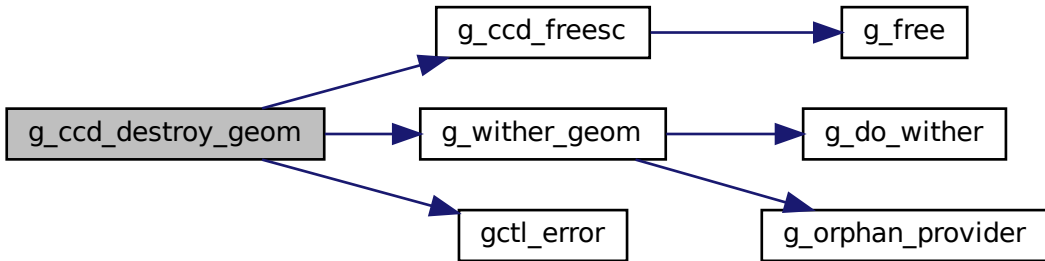 g_ccd_destroy_geom
g_ccd_freesc
g_free
g_wither_geom
g_do_wither
g_orphan_provider
gctl_error